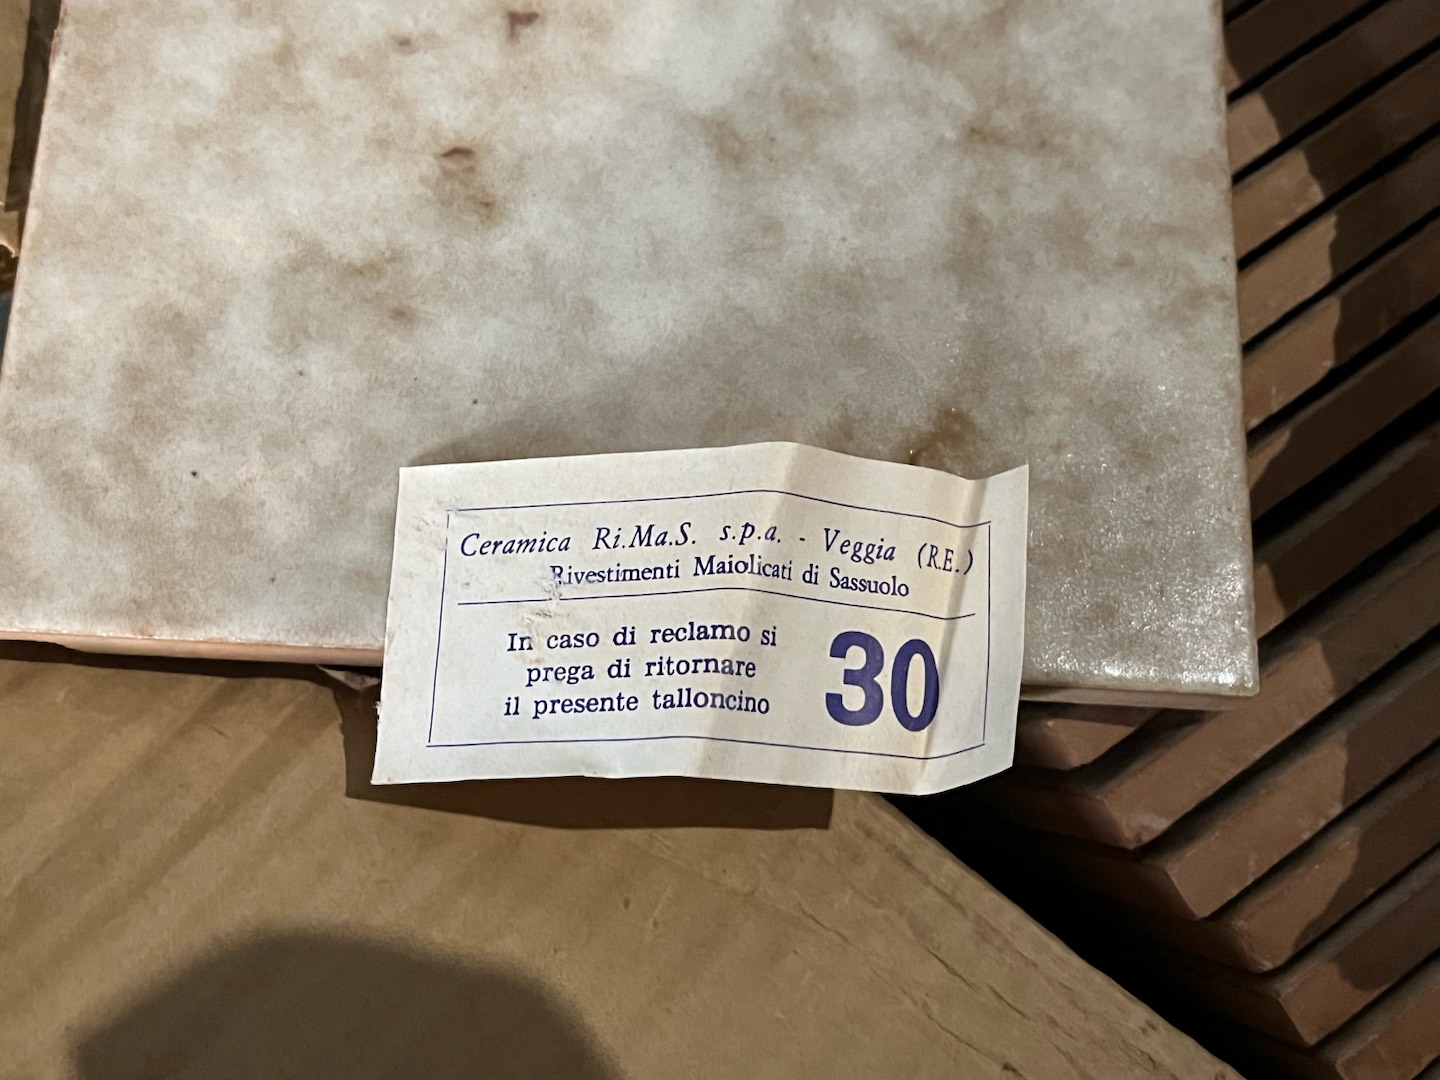 Ceramica Ri.Ma.S. s.p.a. - Veggia (R.E.)
Rivestimenti Maiolicati di Sassuolo
In caso di reclamo si
prega di ritornare
il presente talloncino
30